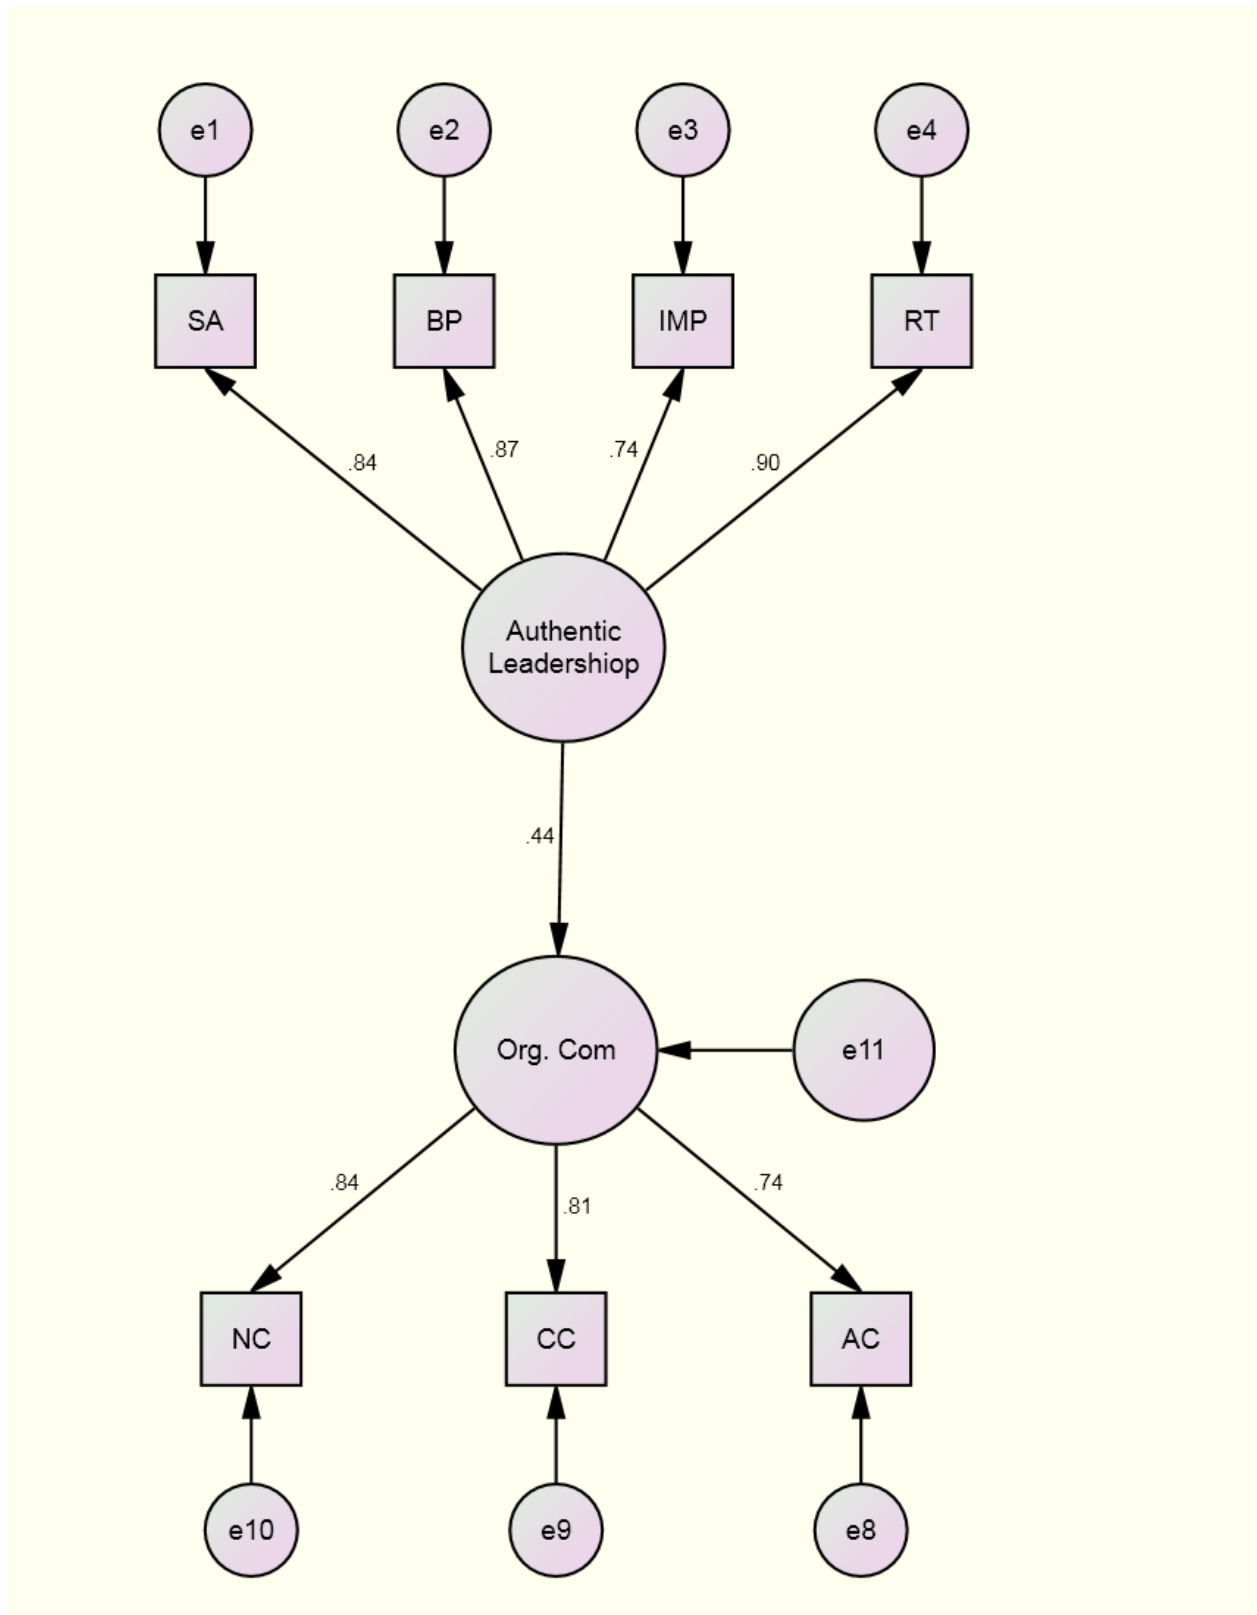 e1
e2
e3
e4
SA
BP
IMP
RT
.84
.87
.74
.90
Authentic
Leadershiop
.44
Org. Com
e11
.84
.81
.74
NC
CC
AC
e10
e9
e8